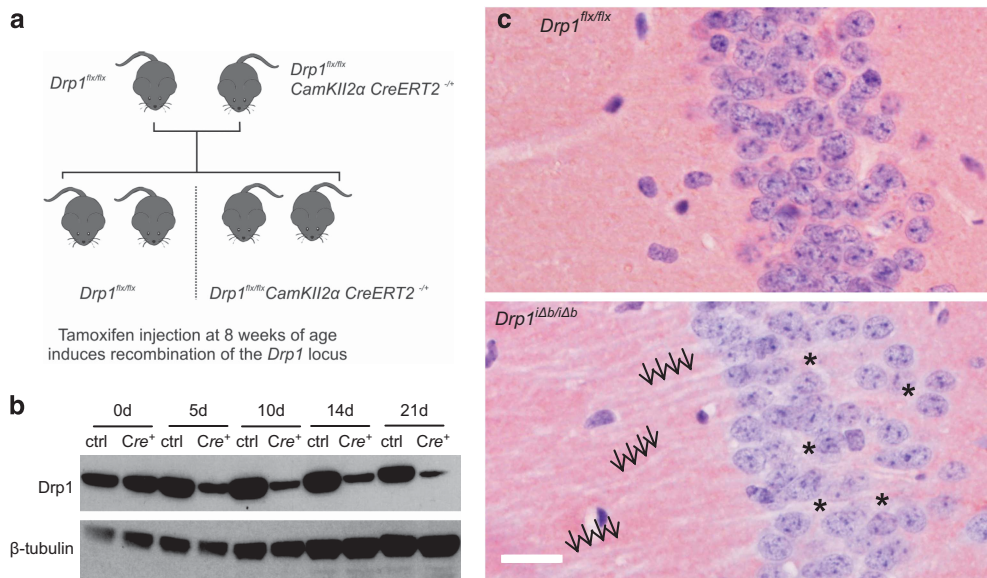 a
Drp1flx/flx
Drp1flx/flx
CamKII2α CreERT2 -/+
Drp1flx/flx
Drp1flx/flxCamKII2α CreERT2 -/+
Tamoxifen injection at 8 weeks of age
induces recombination of the Drp1 locus
b
0d 5d 10d 14d 21d
ctrl Cre+ ctrl Cre+ ctrl Cre+ ctrl Cre+ ctrl Cre+
Drp1
β-tubulin
c
Drp1flx/flx
Drp1iΔb/iΔb
* * * * *